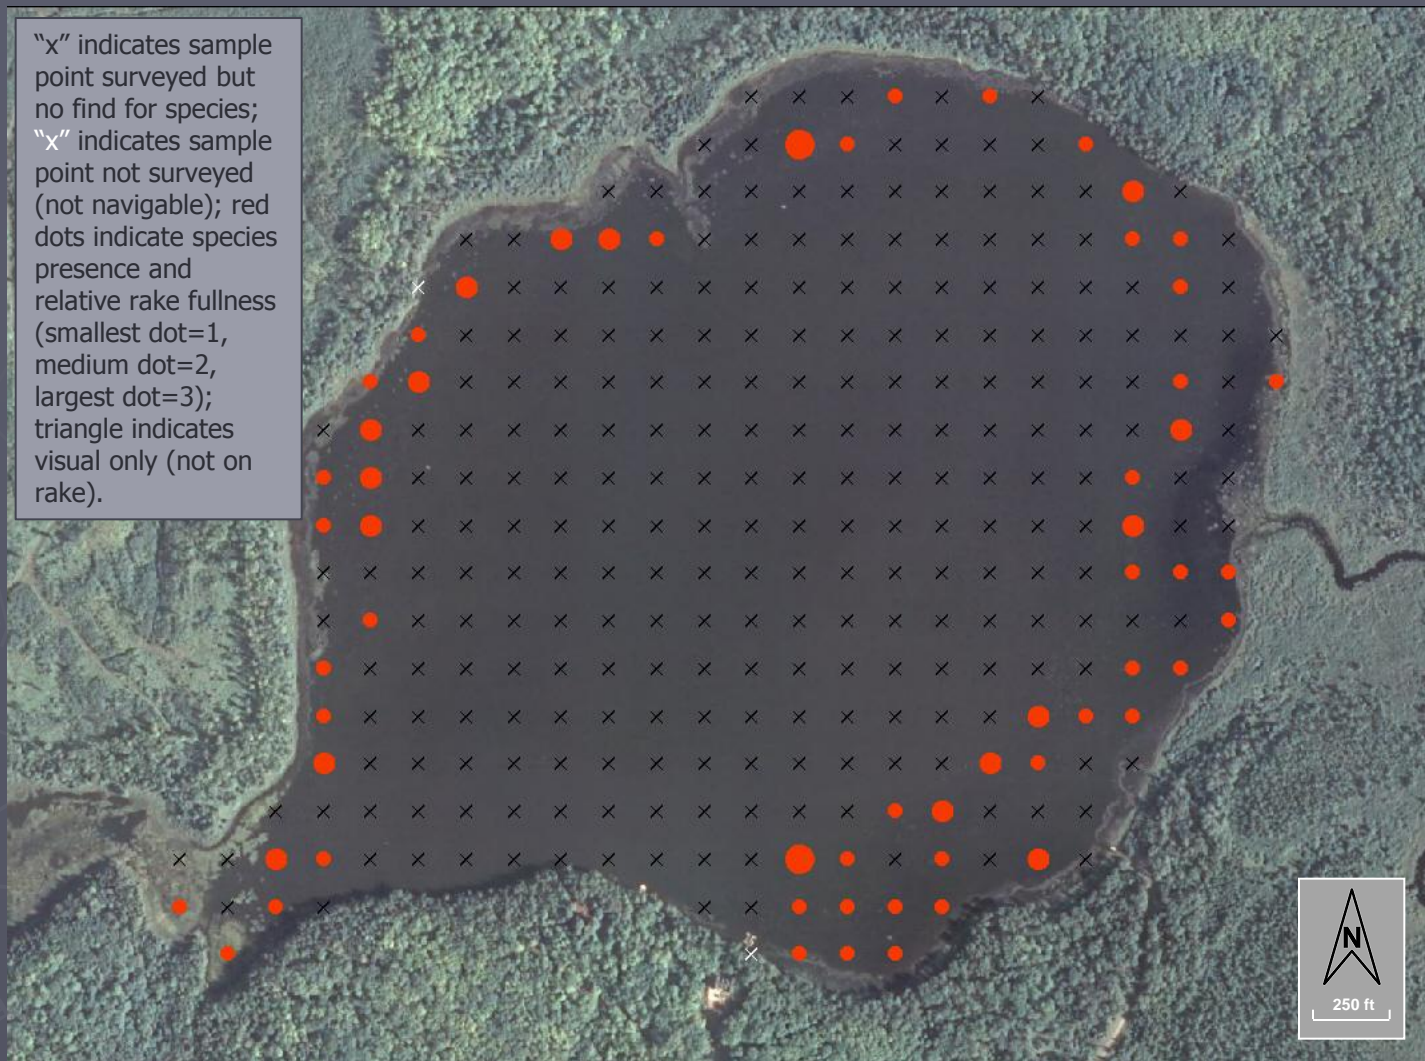 “x” indicates sample
point surveyed but
no find for species;
“x” indicates sample
point not surveyed
(not navigable); red
dots indicate species
presence and
relative rake fullness
(smallest dot=1,
medium dot=2,
largest dot=3);
triangle indicates
visual only (not on
rake).
N
250 ft